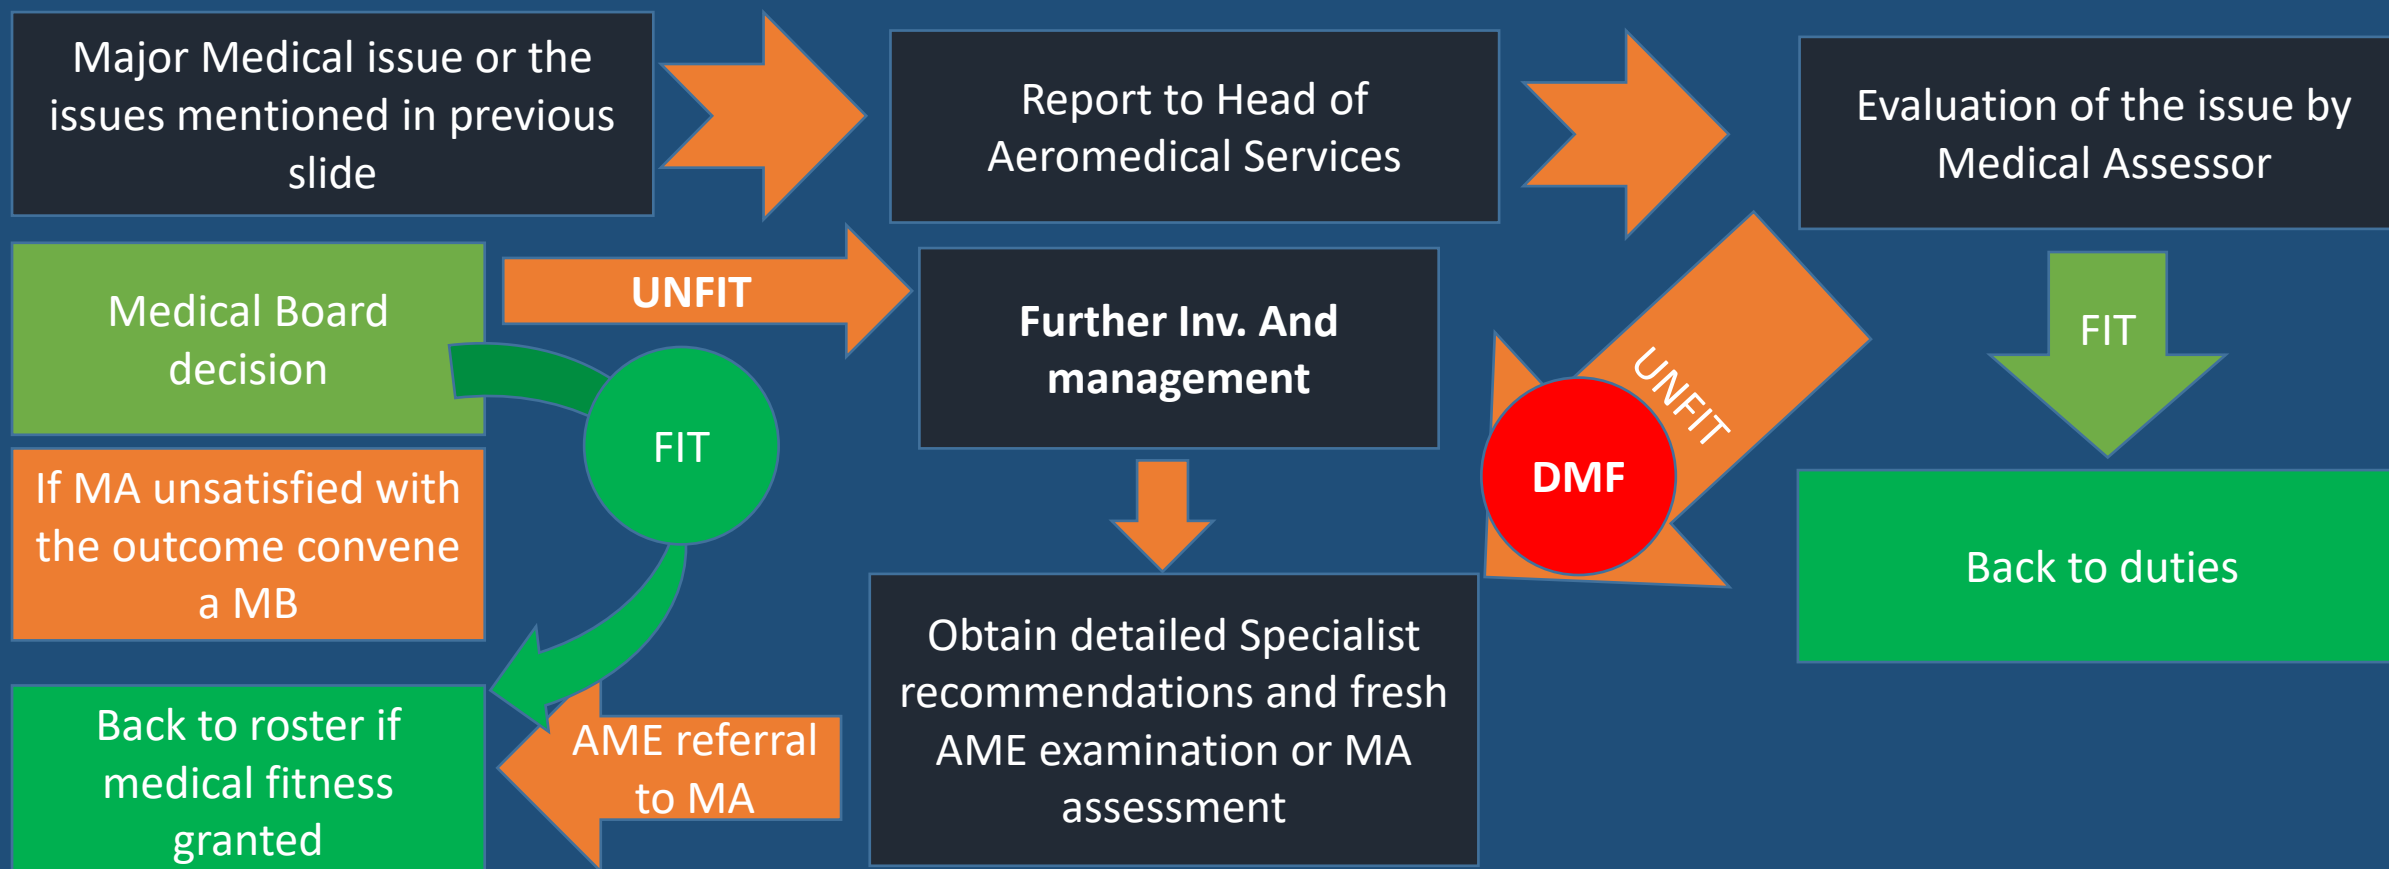 Major Medical issue or the
issues mentioned in previous
slide
Report to Head of
Aeromedical Services
Evaluation of the issue by
Medical Assessor
Medical Board
decision
UNFIT
Further Inv. And
management
UNFIT
FIT
FIT
DMF
If MA unsatisfied with
the outcome convene
a MB
Back to duties
Obtain detailed Specialist
recommendations and fresh
AME examination or MA
assessment
AME referral
to MA
Back to roster if
medical fitness
granted